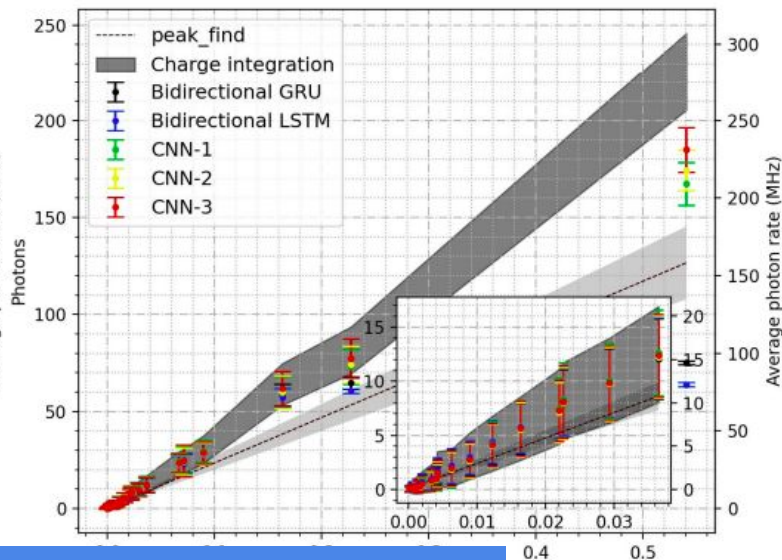 250
200
150
100
50
0
Photons
peak_find
Charge integration
Bidirectional GRU
Bidirectional LSTM
CNN-1
CNN-2
CNN-3
300
250
200
150
100
50
0
Average photon rate (MHz)
15
10
5
0
20
15
10
5
0
0.00 0.01 0.02 0.03
0.4 0.5